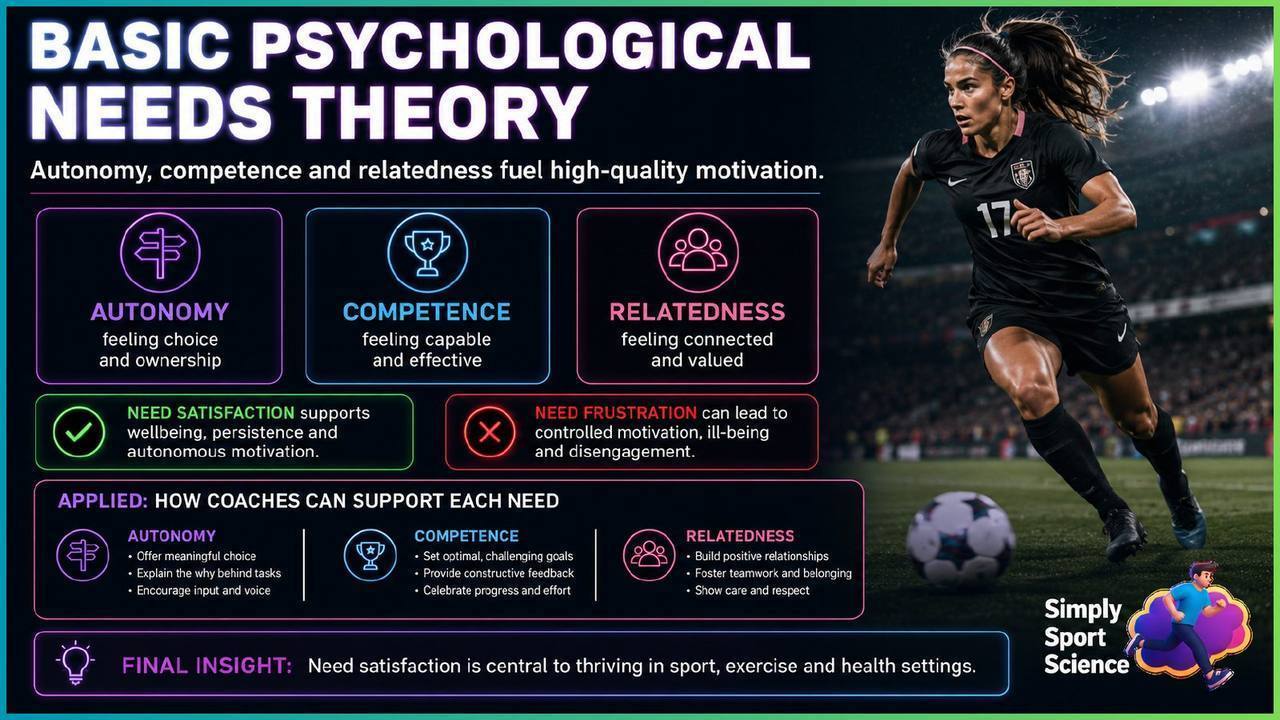 BASIC PSYCHOLOGICAL
NEEDS THEORY
Autonomy, competence and relatedness fuel high-quality motivation.
AUTONOMY
feeling choice
and ownership
COMPETENCE
feeling capable
and effective
RELATEDNESS
feeling connected
and valued
NEED SATISFACTION supports
wellbeing, persistence and
autonomous motivation.
NEED FRUSTRATION can lead to
controlled motivation, ill-being
and disengagement.
APPLIED: HOW COACHES CAN SUPPORT EACH NEED
AUTONOMY
• Offer meaningful choice
• Explain the why behind tasks
• Encourage input and voice
COMPETENCE
• Set optimal, challenging goals
• Provide constructive feedback
• Celebrate progress and effort
RELATEDNESS
• Build positive relationships
• Foster teamwork and belonging
• Show care and respect
FINAL INSIGHT: Need satisfaction is central to thriving in sport, exercise and health settings.
17
Simply
Sport
Science